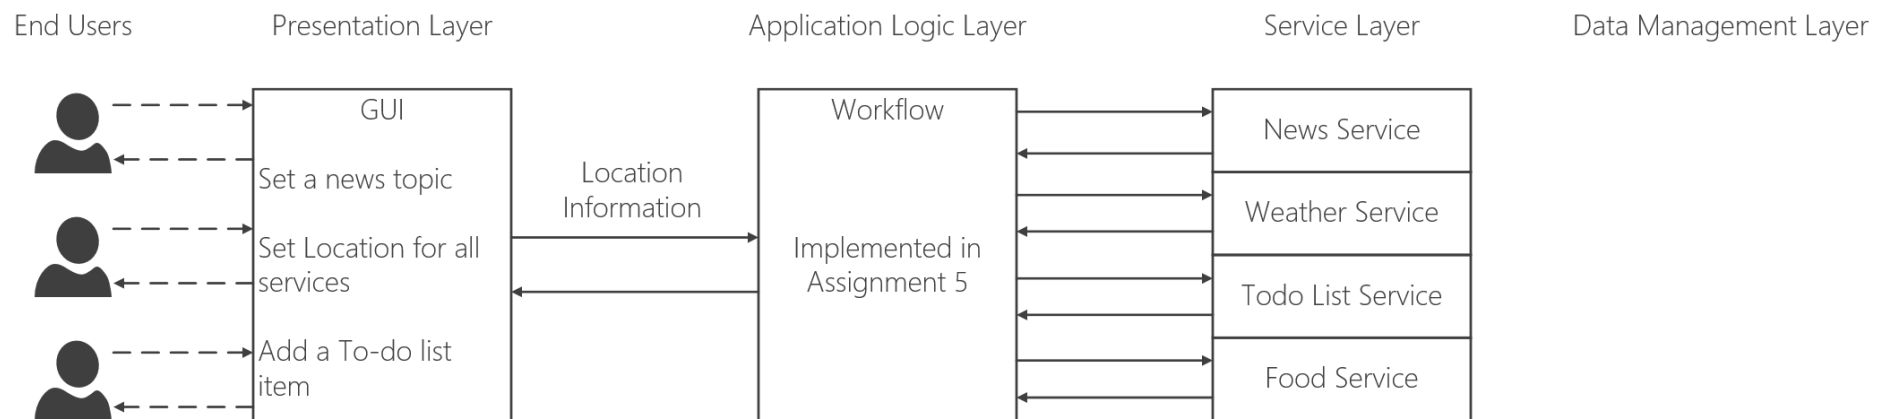 End Users
Presentation Layer
Application Logic Layer
Service Layer
Data Management Layer
GUI
Set a news topic
Set Location for all
services
Add a To-do list
item
Location
Information
Workflow
Implemented in
Assignment 5
News Service
Weather Service
Todo List Service
Food Service